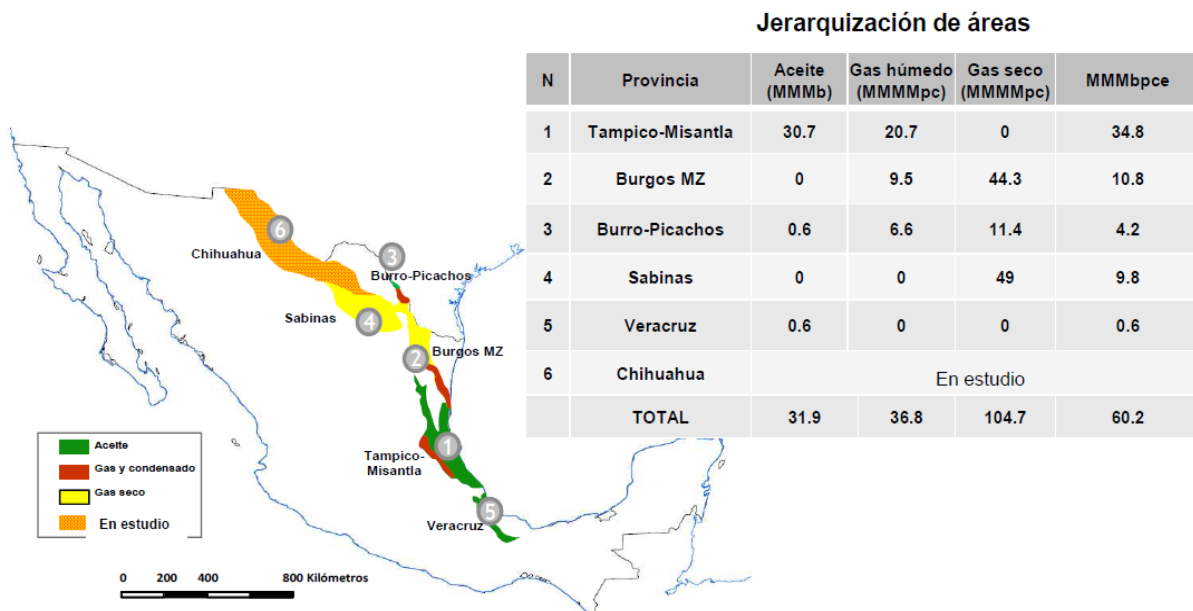 Jerarquización de áreas
N Provincia Aceite (MMMb) Gas húmedo (MMMMpc) Gas seco (MMMMpc) MMMbpce
1 Tampico-Misantla 30.7 20.7 0 34.8
2 Burgos MZ 0 9.5 44.3 10.8
3 Burro-Picachos 0.6 6.6 11.4 4.2
4 Sabinas 0 0 49 9.8
5 Veracruz 0.6 0 0 0.6
6 Chihuahua En estudio
TOTAL 31.9 36.8 104.7 60.2
6
Chihuahua
3
Burro-Picachos
Sabinas
4
2
Burgos MZ
1
Tampico-
Misantla
5
Veracruz
Aceite
Gas y condensado
Gas seco
En estudio
0 200 400 800 Kilómetros